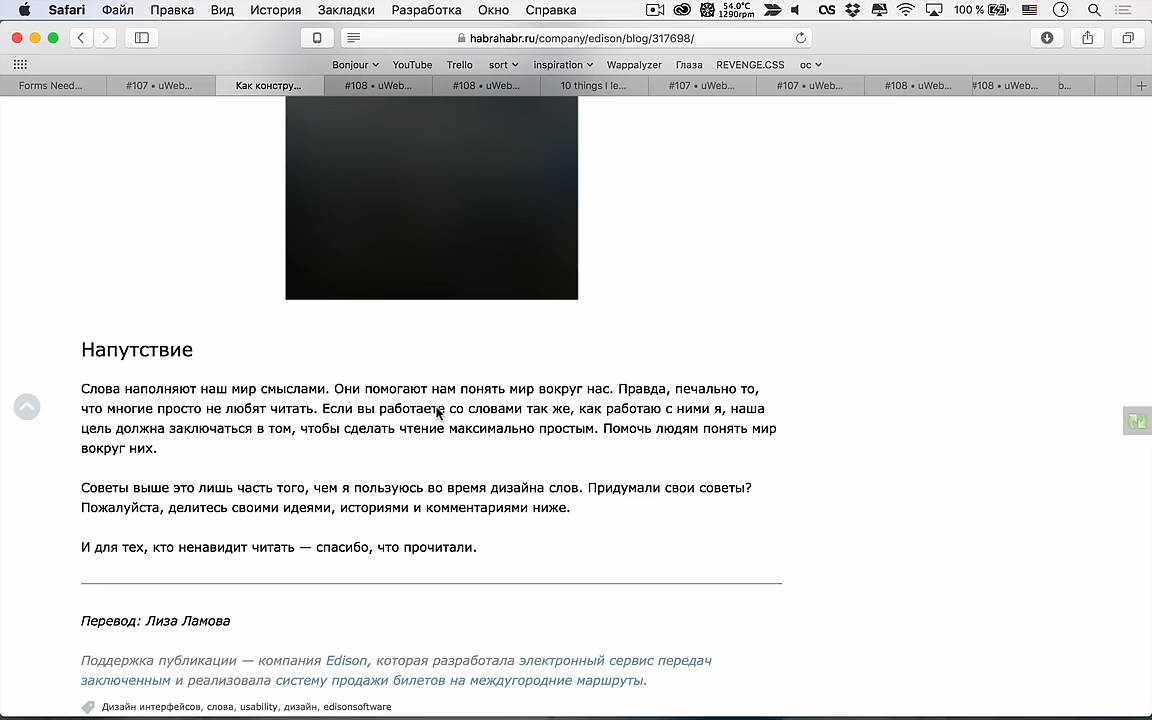 Safari Файл Правка Вид История Закладки Разработка Окно Справка 54.0°C 1290rpm 100 %
habrahabr.ru/company/edison/blog/317698/
Bonjour YouTube Trello sort inspiration Wappalyzer Глаза REVENGE.CSS ос
Forms Need... #107 • uWeb... Как констру... #108 • uWeb... #108 • uWeb... 10 things I le... #107 • uWeb... #107 • uWeb... #108 • uWeb... #108 • uWeb...
Напутствие
Слова наполняют наш мир смыслами. Они помогают нам понять мир вокруг нас. Правда, печально то,
что многие просто не любят читать. Если вы работаете со словами так же, как работаю с ними я, наша
цель должна заключаться в том, чтобы сделать чтение максимально простым. Помочь людям понять мир
вокруг них.
Советы выше это лишь часть того, чем я пользуюсь во время дизайна слов. Придумали свои советы?
Пожалуйста, делитесь своими идеями, историями и комментариями ниже.
И для тех, кто ненавидит читать — спасибо, что прочитали.
Перевод: Лиза Ламова
Поддержка публикации — компания Edison, которая разработала электронный сервис передач
заключенным и реализовала систему продажи билетов на междугородние маршруты.
Дизайн интерфейсов, слова, usability, дизайн, edisonsoftware